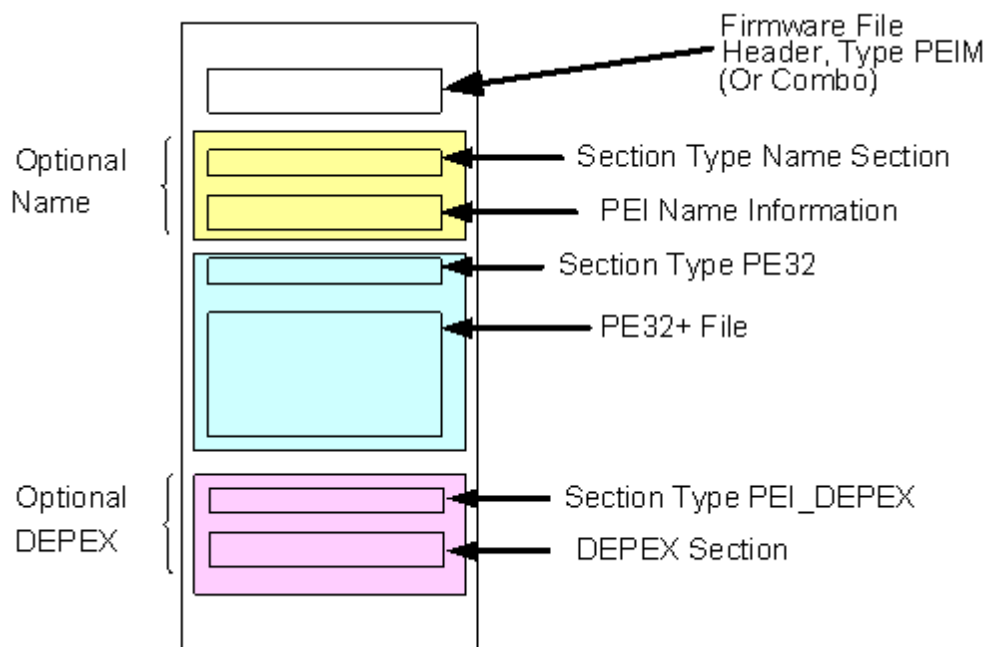 Firmware File
Header, Type PEIM
(Or Combo)
Optional
Name
Section Type Name Section
PEI Name Information
Section Type PE32
PE32+ File
Optional
DEPEX
Section Type PEI_DEPEX
DEPEX Section